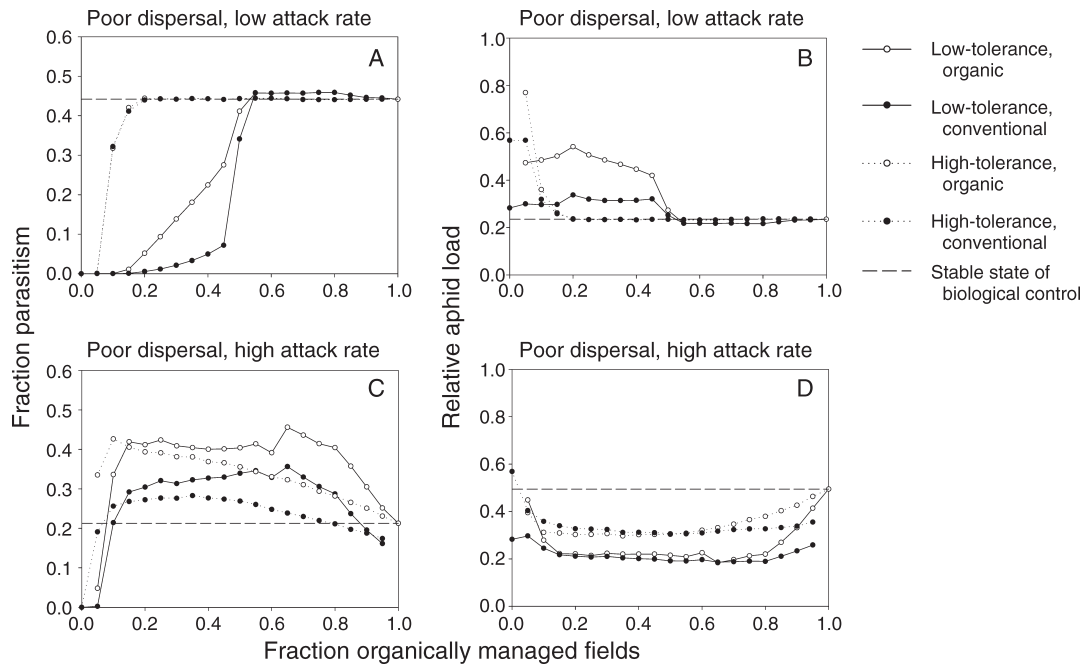 Poor dispersal, low attack rate
0.6
0.5
0.4
0.3
0.2
0.1
0.0
A
0.0 0.2 0.4 0.6 0.8 1.0
Poor dispersal, low attack rate
1.0
0.8
0.6
0.4
0.2
0.0
B
0.0 0.2 0.4 0.6 0.8 1.0
Low-tolerance,
organic
Low-tolerance,
conventional
High-tolerance,
organic
High-tolerance,
conventional
Stable state of
biological control
Fraction parasitism
Relative aphid load
Poor dispersal, high attack rate
0.6
0.5
0.4
0.3
0.2
0.1
0.0
C
0.0 0.2 0.4 0.6 0.8 1.0
Poor dispersal, high attack rate
1.0
0.8
0.6
0.4
0.2
0.0
D
0.0 0.2 0.4 0.6 0.8 1.0
Fraction organically managed fields